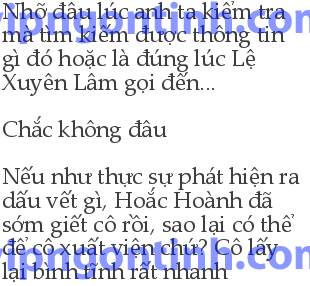 Nhỡ đâu lúc anh ta kiểm tra
mà tìm kiếm được thông tin
gì đó hoặc là đúng lúc Lệ
Xuyên Lâm gọi đến...
Chắc không đâu
Nếu như thực sự phát hiện ra
dấu vết gì, Hoắc Hoành đã
sớm giết cô rồi, sao lại có thể
để cô xuất viện chứ? Cô lấy
lại bình tĩnh rất nhanh